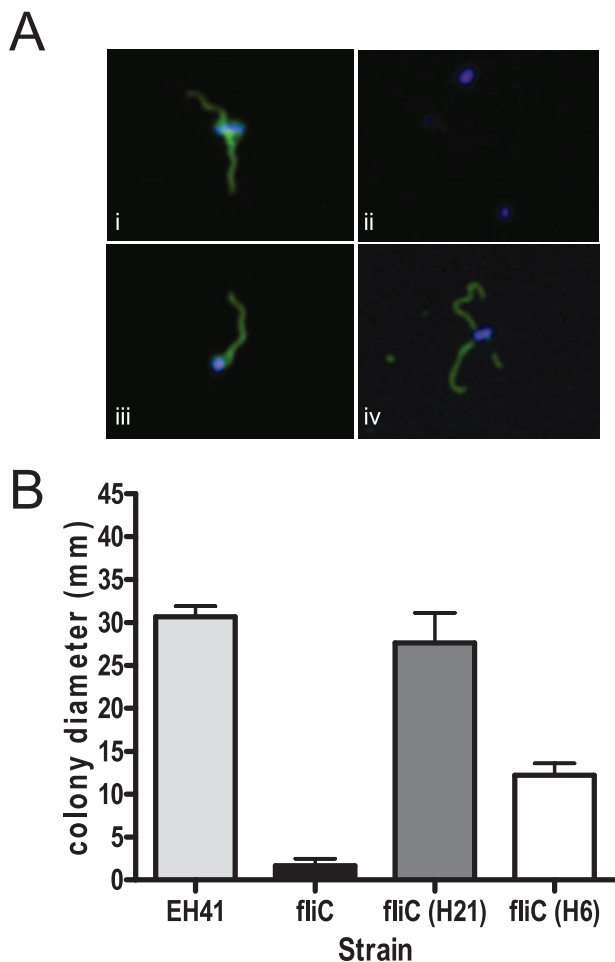 A
i
ii
iii
iv
B
colony diameter (mm)
45
40
35
30
25
20
15
10
5
0
EH41 fliC fliC (H21) fliC (H6)
Strain